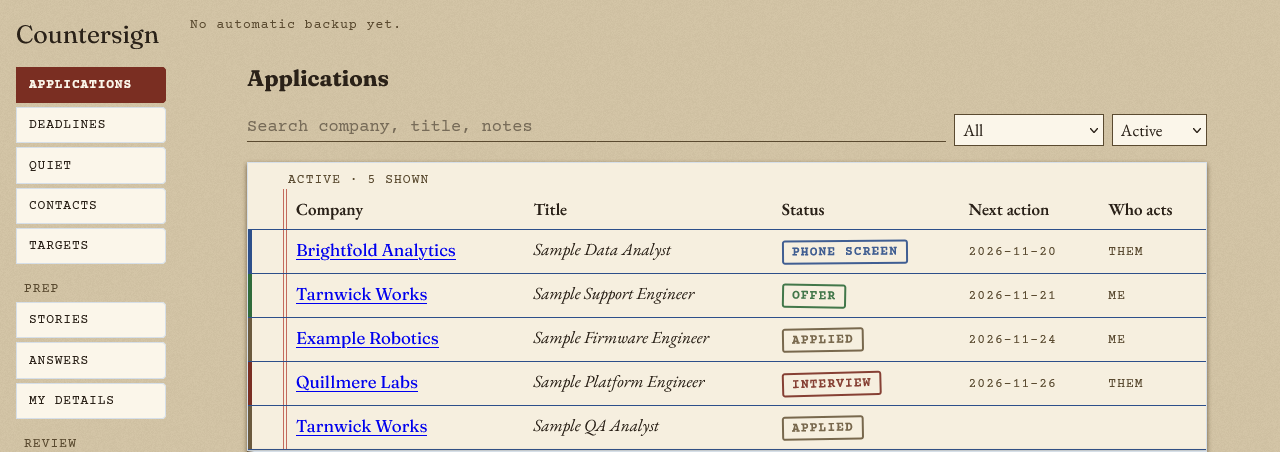 Countersign
No automatic backup yet.
APPLICATIONS
DEADLINES
QUIET
CONTACTS
TARGETS
PREP
STORIES
ANSWERS
MY DETAILS
REVIEW
Applications
Search company, title, notes
All
Active
ACTIVE · 5 SHOWN
Company Title Status Next action Who acts
Brightfold Analytics Sample Data Analyst PHONE SCREEN 2026-11-20 THEM
Tarnwick Works Sample Support Engineer OFFER 2026-11-21 ME
Example Robotics Sample Firmware Engineer APPLIED 2026-11-24 ME
Quillmere Labs Sample Platform Engineer INTERVIEW 2026-11-26 THEM
Tarnwick Works Sample QA Analyst APPLIED